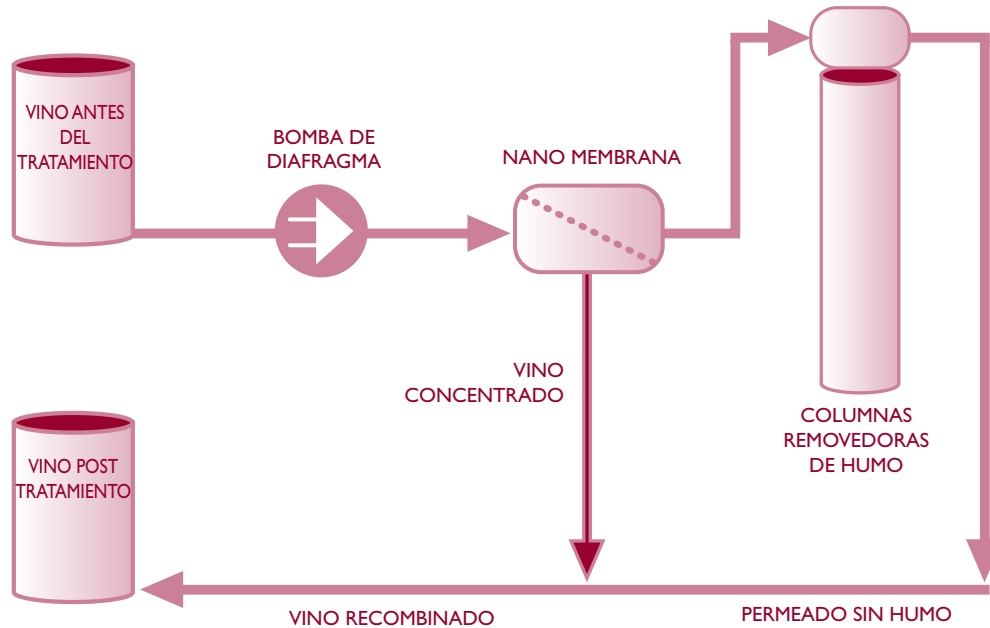 VINO ANTES
DEL
TRATAMIENTO
BOMBA DE
DIAFRAGMA
NANO MEMBRANA
VINO
CONCENTRADO
COLUMNAS
REMOVEDORAS
DE HUMO
VINO POST
TRATAMIENTO
VINO RECOMBINADO
PERMEADO SIN HUMO